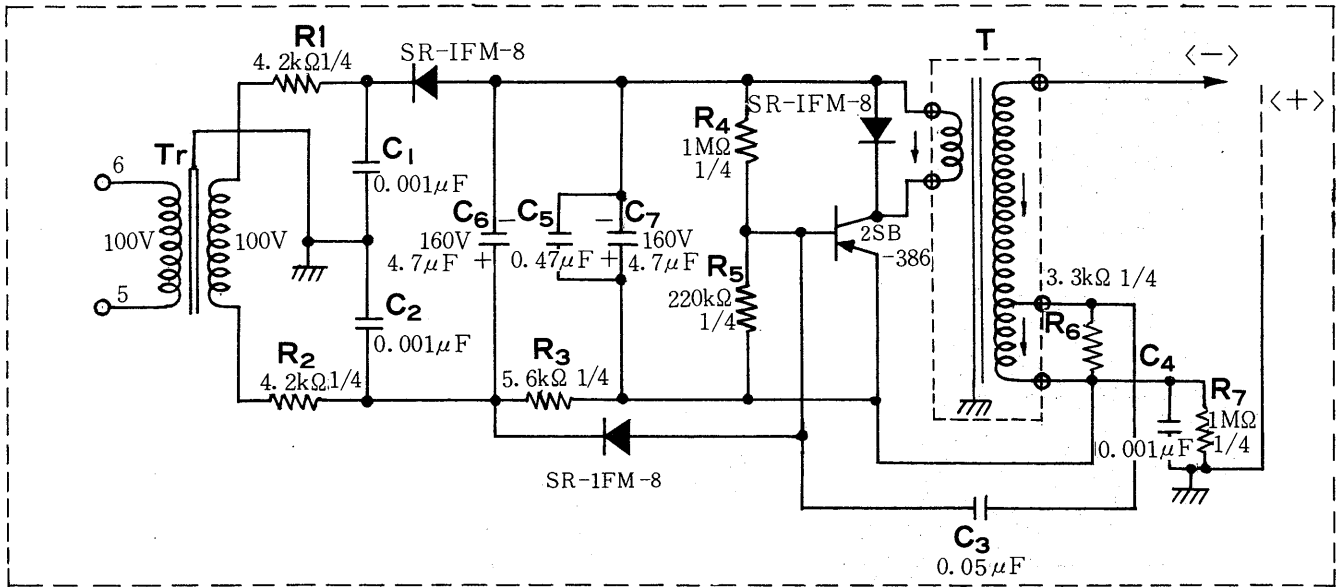 R1
4.2kΩ1/4
SR-IFM-8
T
<->
<+>
SR-IFM-8
R4
1MΩ
1/4
Tr
6
100V
100V
5
C1
0.001μF
C6
160V
4.7μF
+
−
C5
0.47μF
−
+
C7
160V
4.7μF
2SB
-386
R5
220kΩ
1/4
3.3kΩ 1/4
R6
C2
0.001μF
R2
4.2kΩ1/4
R3
5.6kΩ 1/4
C4
0.001μF
R7
1MΩ
1/4
SR-1FM-8
C3
0.05μF